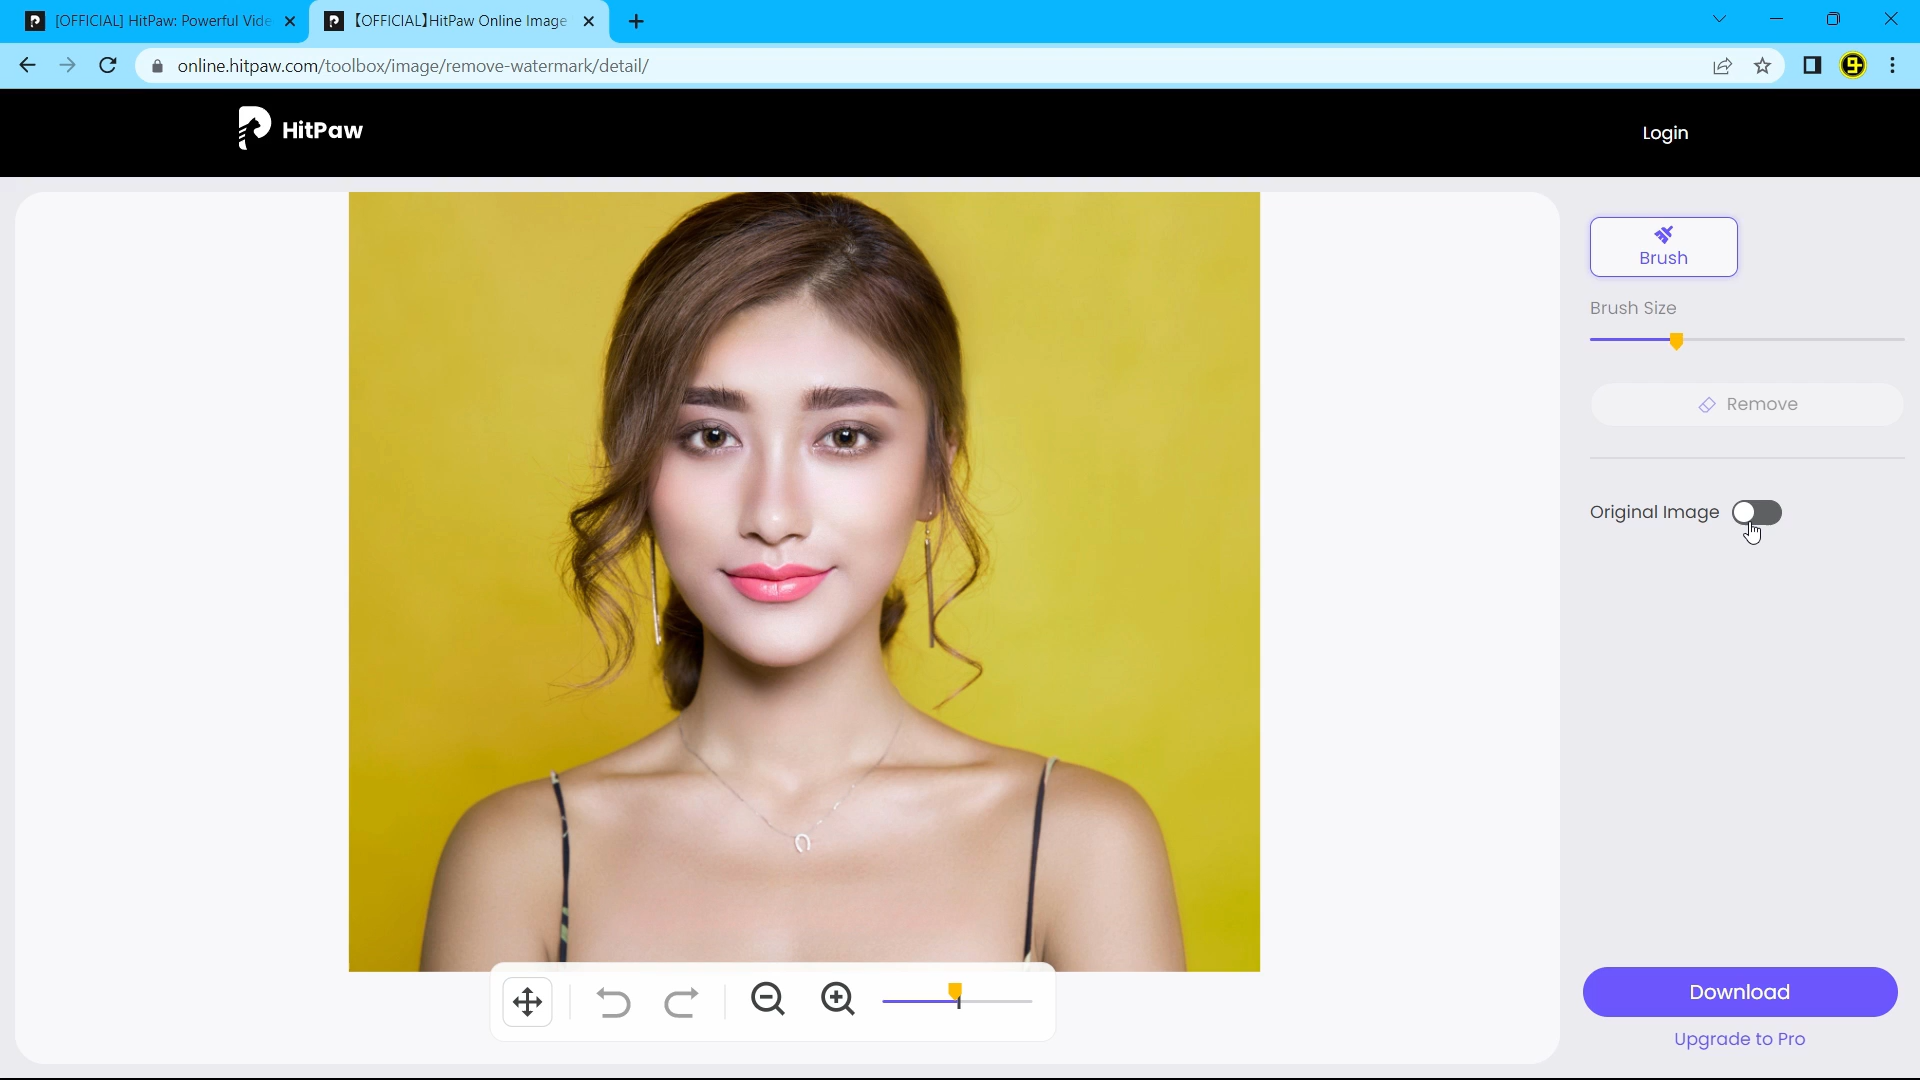 [OFFICIAL] HitPaw: Powerful Vide
【OFFICIAL】HitPaw Online Image
online.hitpaw.com/toolbox/image/remove-watermark/detail/
HitPaw
Login
Brush
Brush Size
Remove
Original Image
Download
Upgrade to Pro